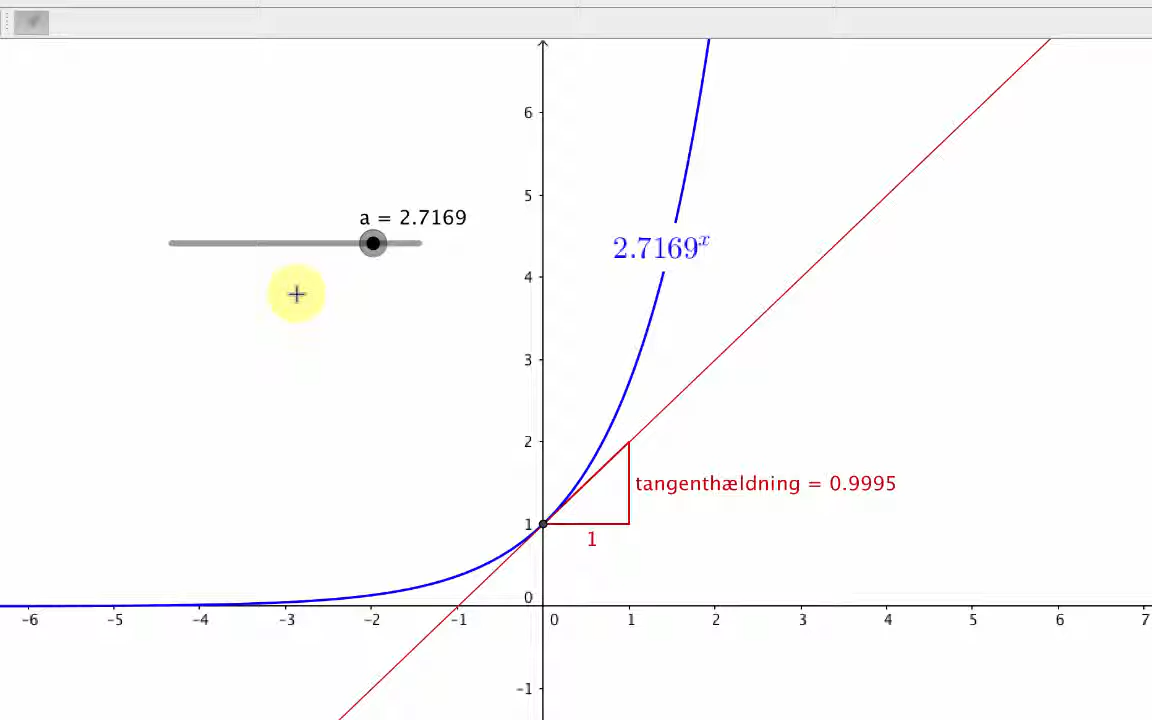 6
5
a = 2.7169
2.7169^x
4
3
2
tangenthældning = 0.9995
1
1
0
-6 -5 -4 -3 -2 -1 0 1 2 3 4 5 6 7
-1